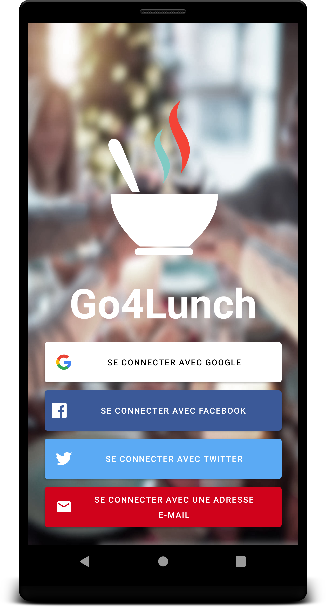 Go4Lunch
SE CONNECTER AVEC GOOGLE
SE CONNECTER AVEC FACEBOOK
SE CONNECTER AVEC TWITTER
SE CONNECTER AVEC UNE ADRESSE
E-MAIL